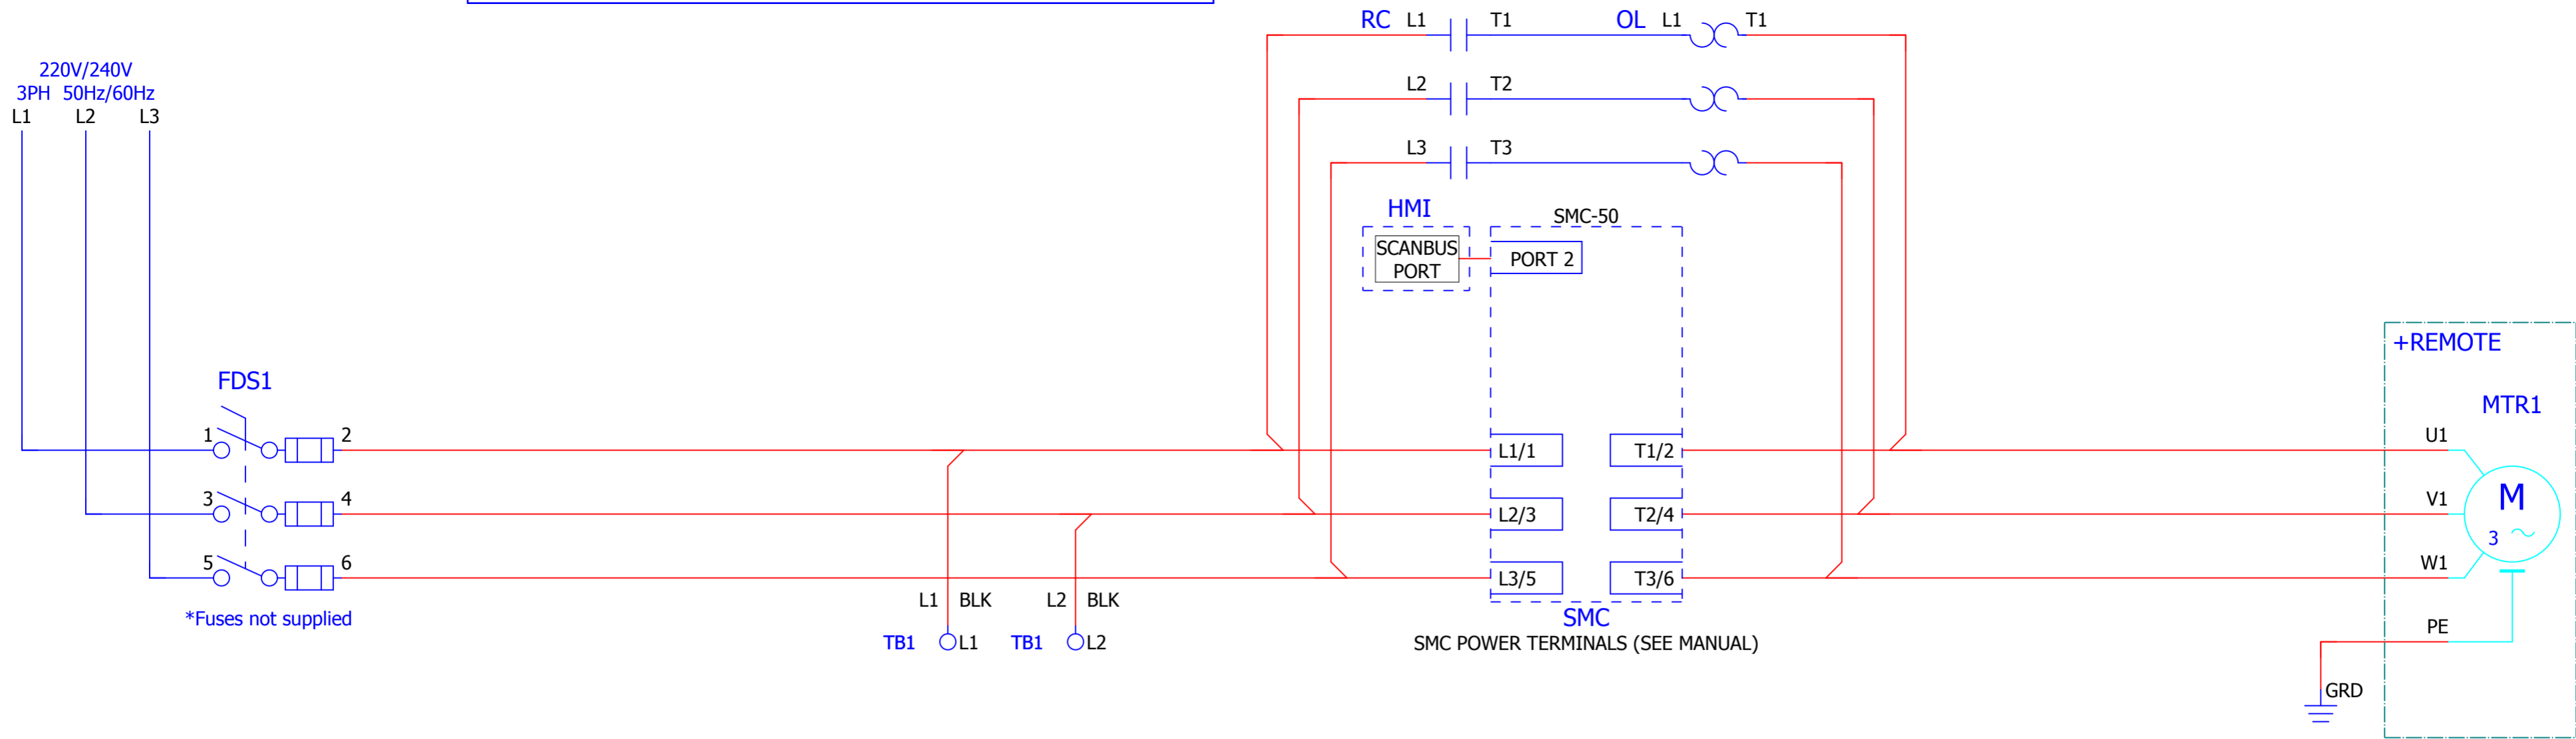 RC L1 T1 OL L1 T1
220V/240V
3PH 50Hz/60Hz
L1 L2 L3
L2 T2
L3 T3
HMI
SCANBUS
PORT
SMC-50
PORT 2
FDS1
1 2
3 4
5 6
*Fuses not supplied
L1 BLK
L2 BLK
TB1 L1
TB1 L2
L1/1 T1/2
L2/3 T2/4
L3/5 T3/6
SMC
SMC POWER TERMINALS (SEE MANUAL)
+REMOTE
MTR1
U1
V1
W1
M
3
PE
GRD